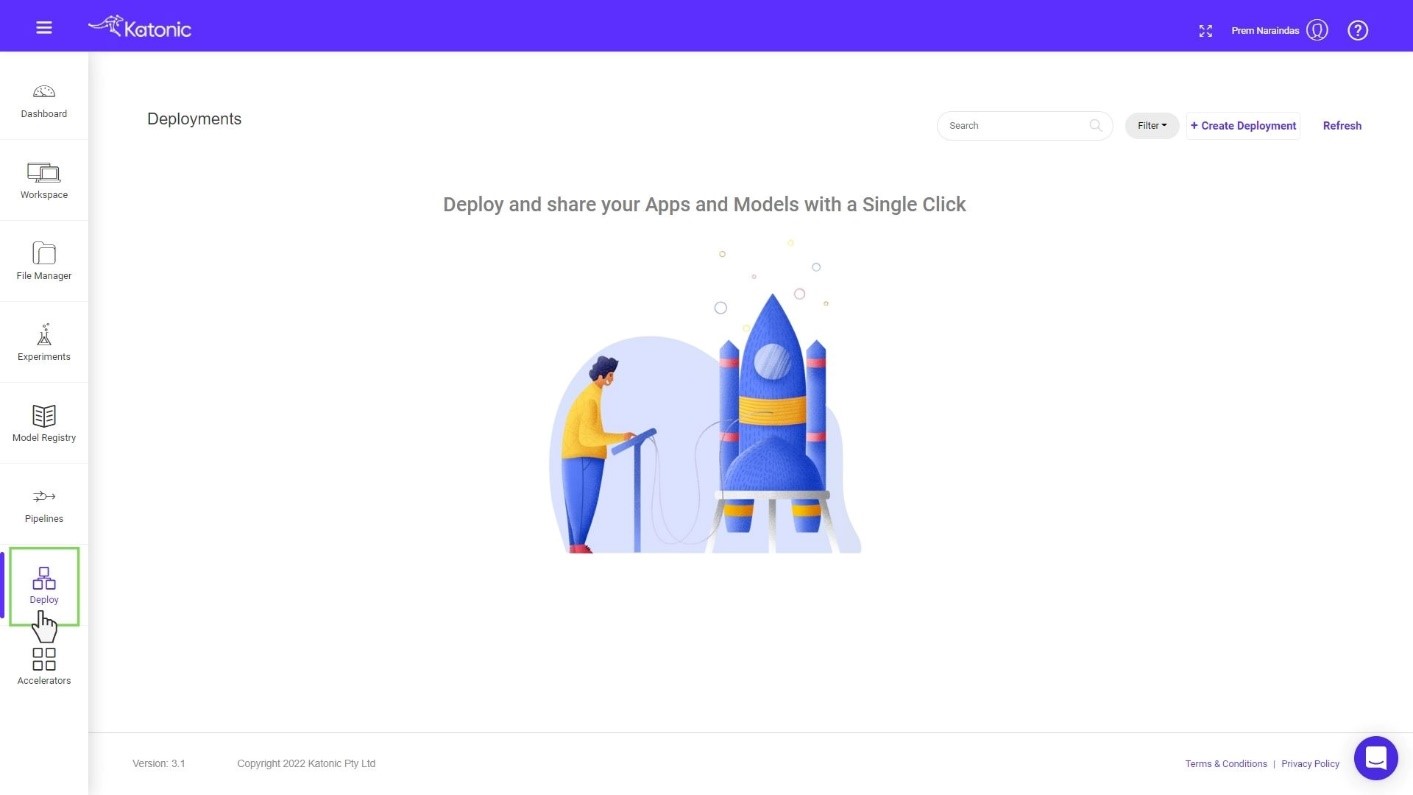 Katonic
Prem Naraindas
?
Dashboard
Workspace
File Manager
Experiments
Model Registry
Pipelines
Deploy
Accelerators
Deployments
Search
Filter
+ Create Deployment
Refresh
Deploy and share your Apps and Models with a Single Click
Version: 3.1 Copyright 2022 Katonic Pty Ltd Terms & Conditions | Privacy Policy